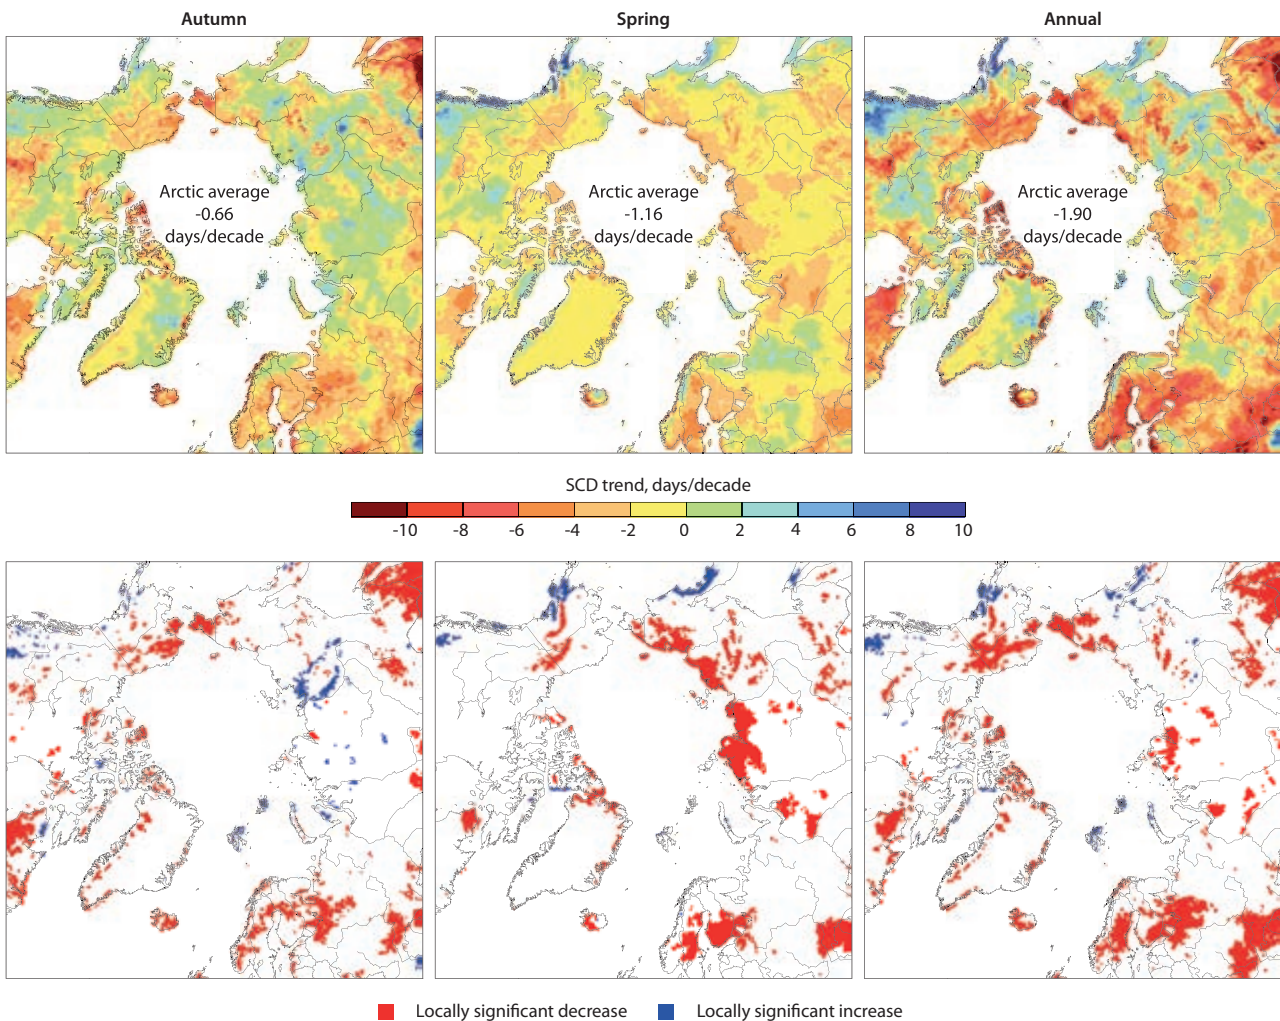 Autumn
Spring
Annual
Arctic average
-0.66
days/decade
Arctic average
-1.16
days/decade
Arctic average
-1.90
days/decade
SCD trend, days/decade
-10 -8 -6 -4 -2 0 2 4 6 8 10
Locally significant decrease
Locally significant increase